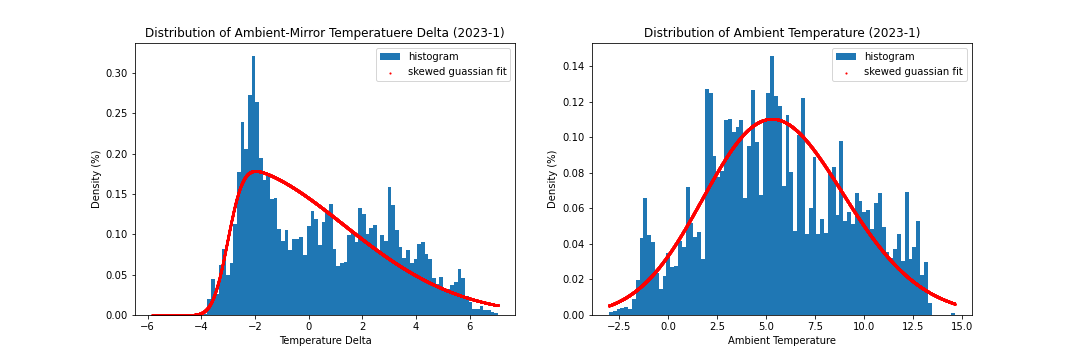 Distribution of Ambient-Mirror Temperatuere Delta (2023-1)
histogram
skewed guassian fit
0.30
0.25
0.20
0.15
0.10
0.05
0.00
Density (%)
−6 −4 −2 0 2 4 6
Temperature Delta
Distribution of Ambient Temperature (2023-1)
histogram
skewed guassian fit
0.14
0.12
0.10
0.08
0.06
0.04
0.02
0.00
Density (%)
−2.5 0.0 2.5 5.0 7.5 10.0 12.5 15.0
Ambient Temperature